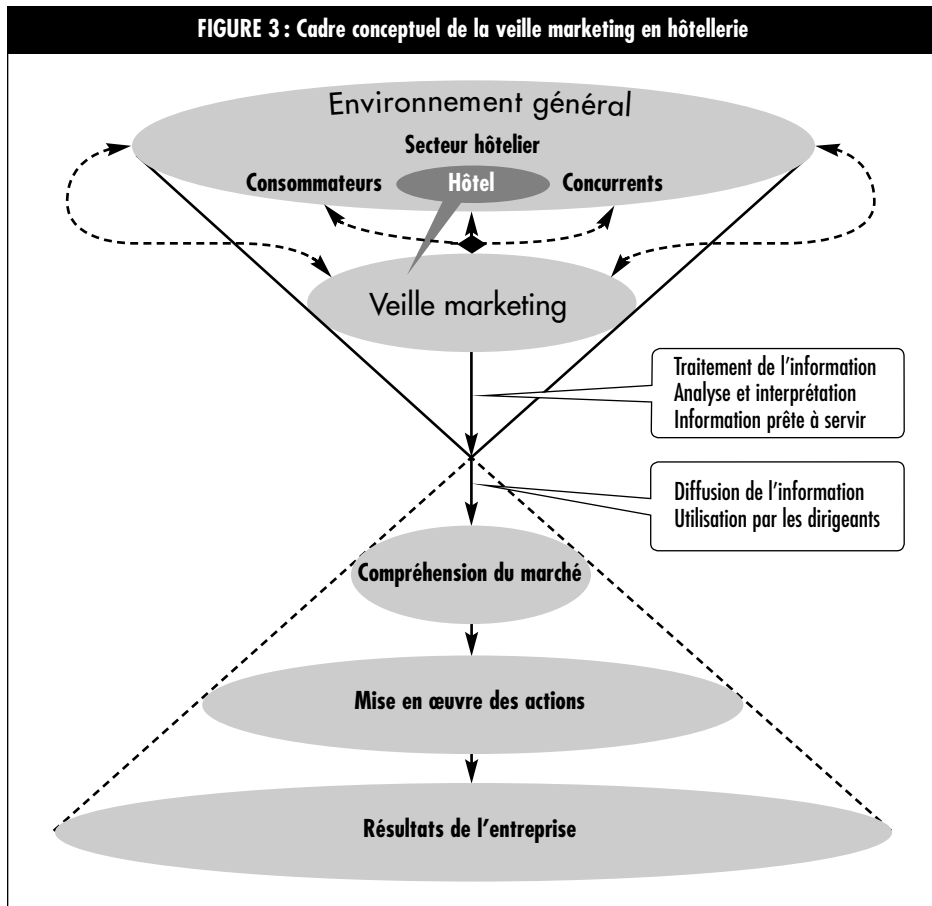 FIGURE 3 : Cadre conceptuel de la veille marketing en hôtellerie
Environnement général
Secteur hôtelier
Consommateurs
Hôtel
Concurrents
Veille marketing
Traitement de l'information
Analyse et interprétation
Information prête à servir
Diffusion de l'information
Utilisation par les dirigeants
Compréhension du marché
Mise en œuvre des actions
Résultats de l'entreprise